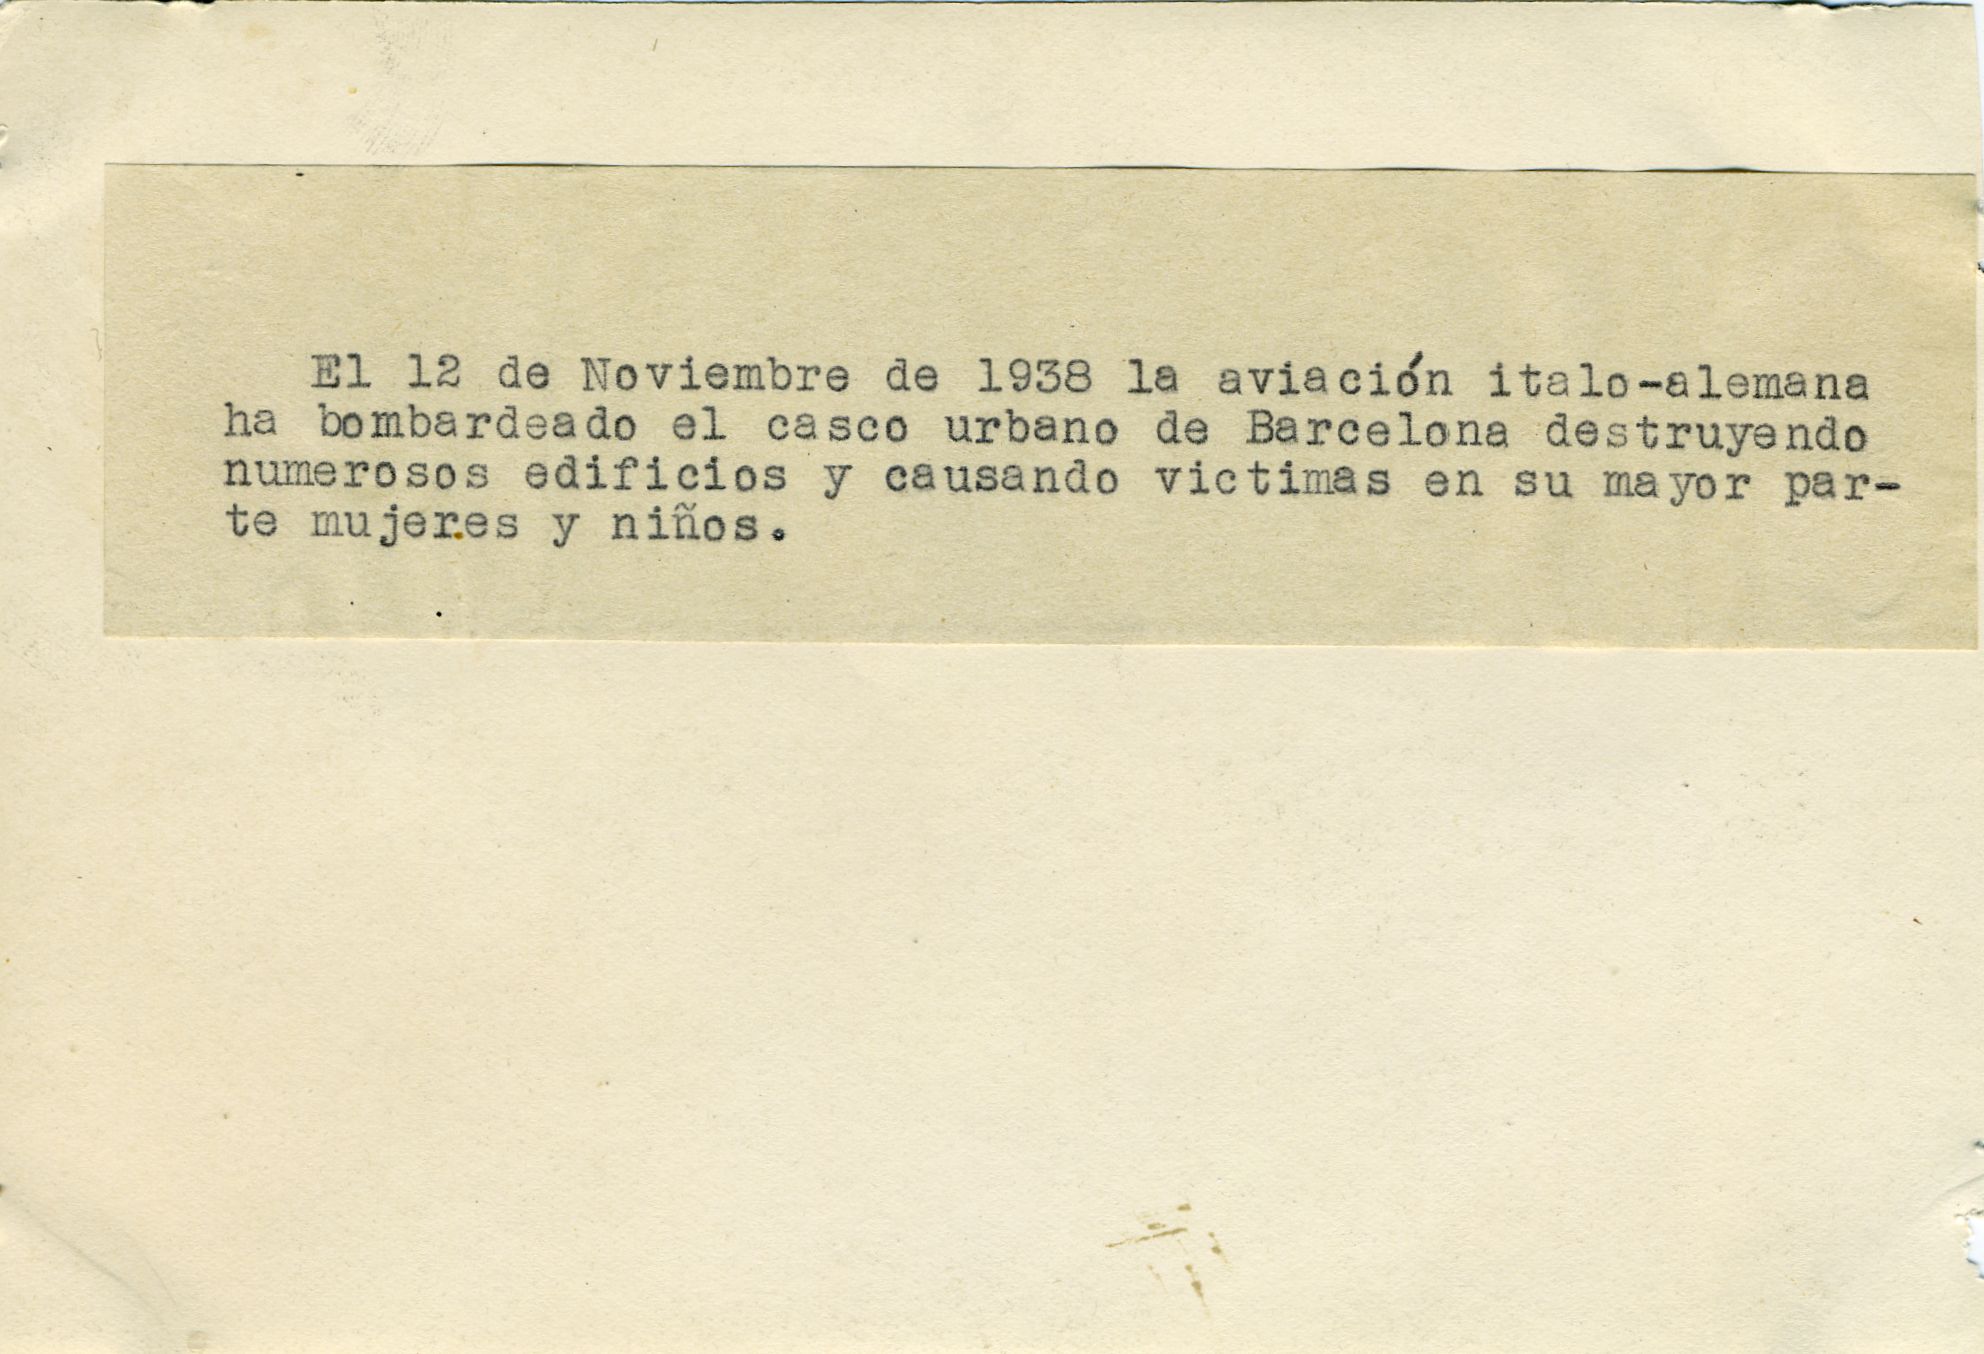 El 12 de Noviembre de 1938 la aviación italo-alemana
ha bombardeado el casco urbano de Barcelona destruyendo
numerosos edificios y causando victimas en su mayor par-
te mujeres y niños.